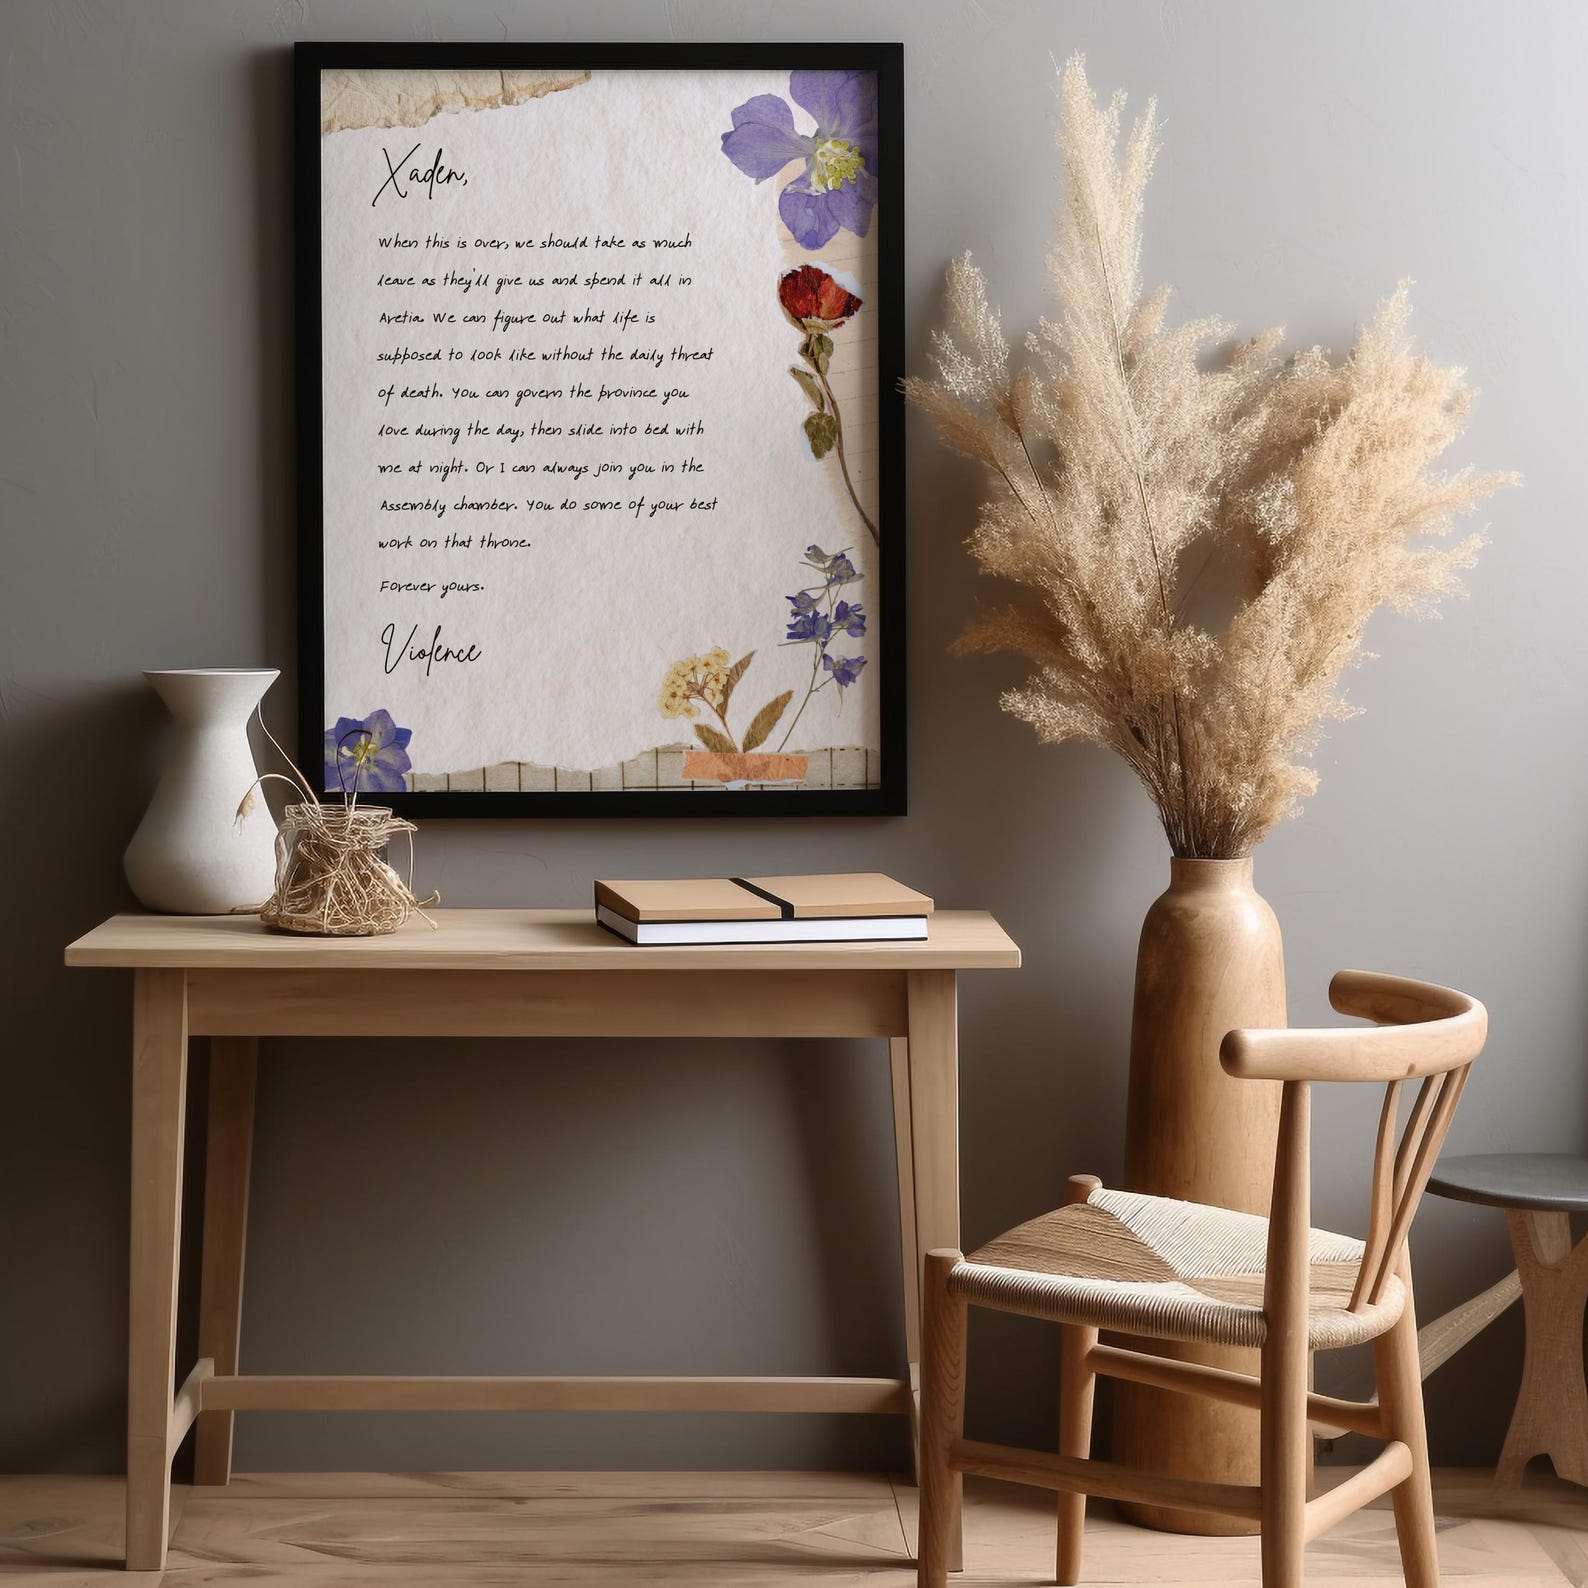 Xaden,
When this is over, we should take as much
leave as they'll give us and spend it all in
Aretia. We can figure out what life is
supposed to look like without the daily threat
of death. You can govern the province you
love during the day, then slide into bed with
me at night. Or I can always join you in the
Assembly chamber. You do some of your best
work on that throne.
Forever yours.
Violence